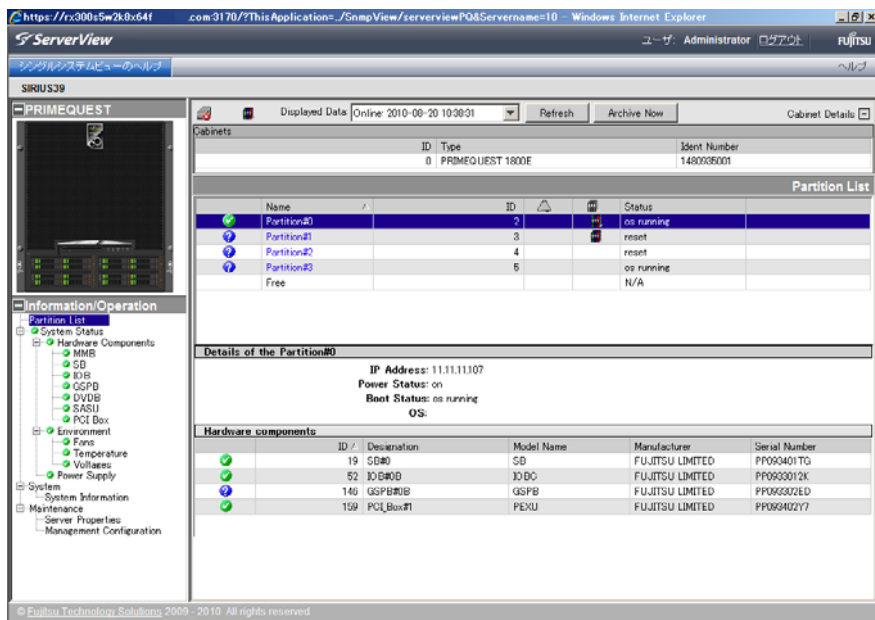 https://rx300s5w2k8x64f .com:3170/?ThisApplication=../SnmpView/serverviewPQ&Servername=10 - Windows Internet Explorer
ServerView ユーザ: Administrator ログアウト FUJITSU
シングルシステムビューのヘルプ ヘルプ
SIRIUS39
PRIMEQUEST
Displayed Data: Online: 2010-08-20 10:38:31 Refresh Archive Now Cabinet Details
Cabinets
ID Type Ident Number
0 PRIMEQUEST 1800E 1480935001
Partition List
Name ID Status
Partition#0 2 os running
Partition#1 3 reset
Partition#2 4 reset
Partition#3 5 os running
Free N/A
Information/Operation
Partition List
System Status
Hardware Components
MMB
SB
IOB
GSPB
DVDB
SASU
PCI Box
Environment
Fans
Temperature
Voltages
Power Supply
System
System Information
Maintenance
Server Properties
Management Configuration
Details of the Partition#0
IP Address: 11.11.11.107
Power Status: on
Boot Status: os running
OS:
Hardware components
ID Designation Model Name Manufacturer Serial Number
19 SB#0 SB FUJITSU LIMITED PP093401TG
52 IOB#0B IOBC FUJITSU LIMITED PP0933012K
146 GSPB#0B GSPB FUJITSU LIMITED PP093302ED
159 PCI_Box#1 PEXU FUJITSU LIMITED PP093402Y7
© Fujitsu Technology Solutions 2009 - 2010 All rights reserved